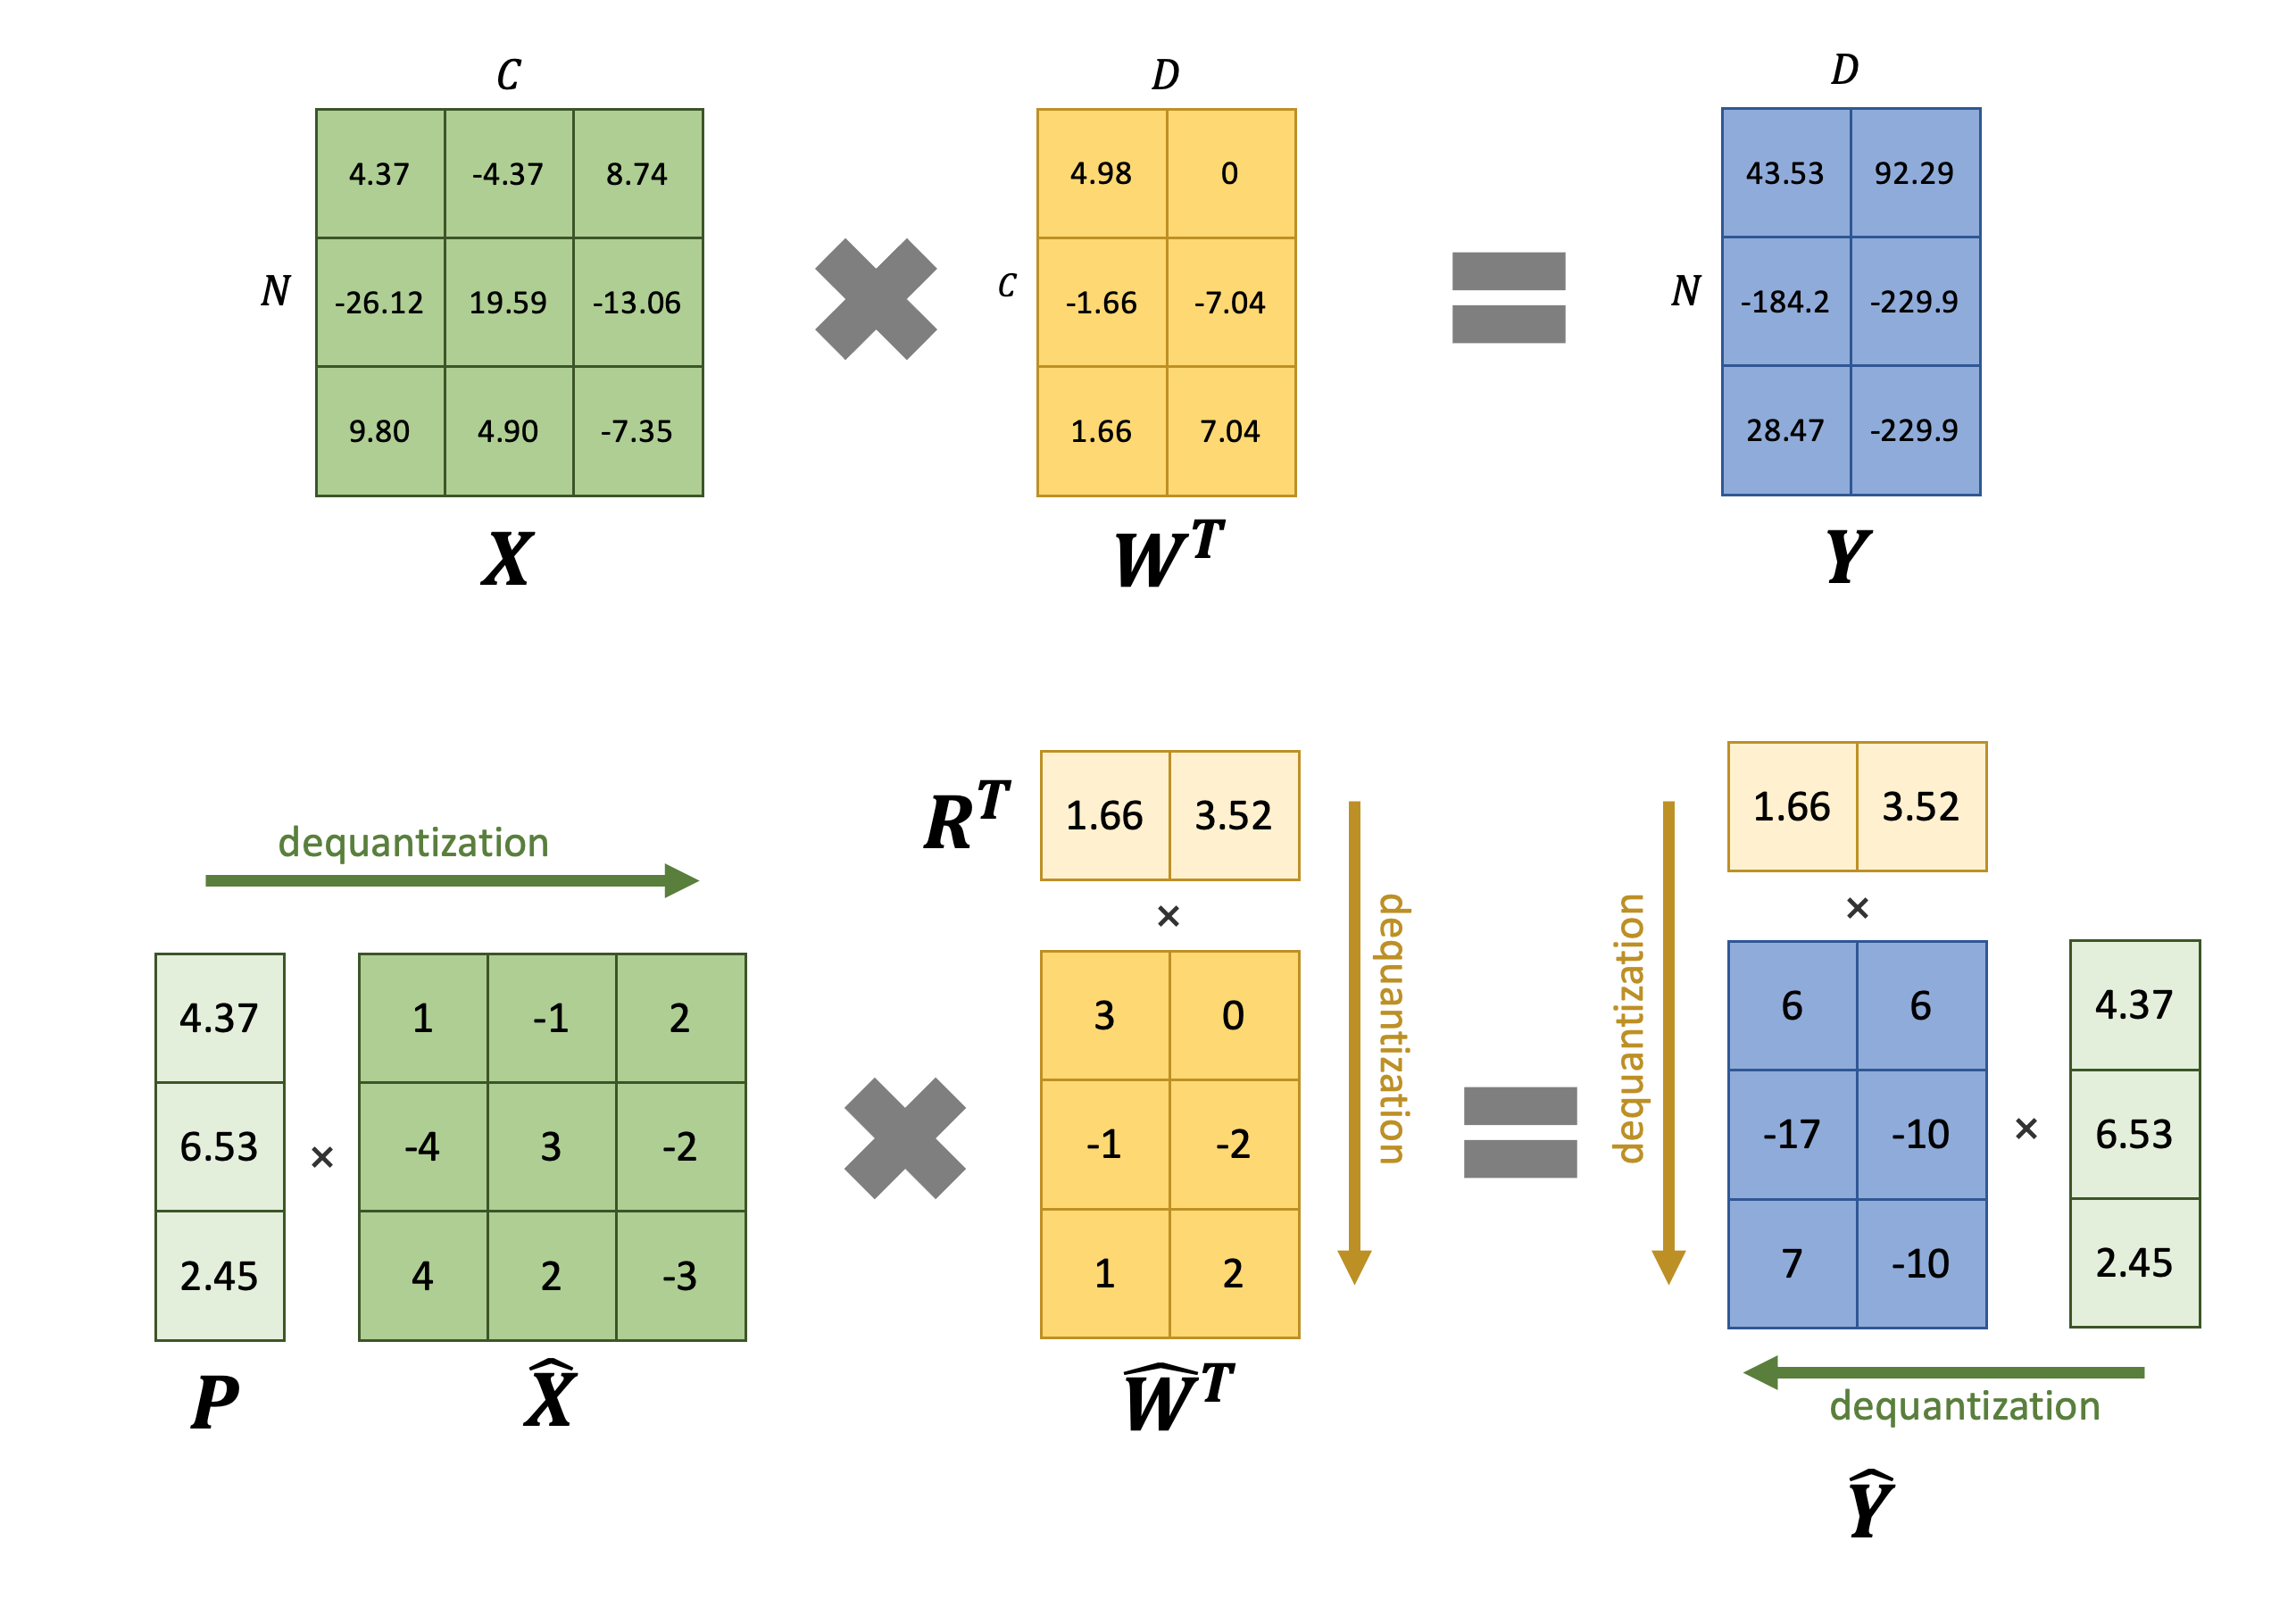 C
D
D
4.37 -4.37 8.74
4.98 0
43.53 92.29
N
-26.12 19.59 -13.06
C
-1.66 -7.04
N
-184.2 -229.9
9.80 4.90 -7.35
1.66 7.04
28.47 -229.9
X
W^T
Y
dequantization
R^T
1.66 3.52
×
dequantization
dequantization
1.66 3.52
×
4.37
6.53
2.45
×
1 -1 2
-4 3 -2
4 2 -3
3 0
-1 -2
1 2
6 6
-17 -10
7 -10
×
4.37
6.53
2.45
P
X̂
Ŵ^T
dequantization
Ŷ